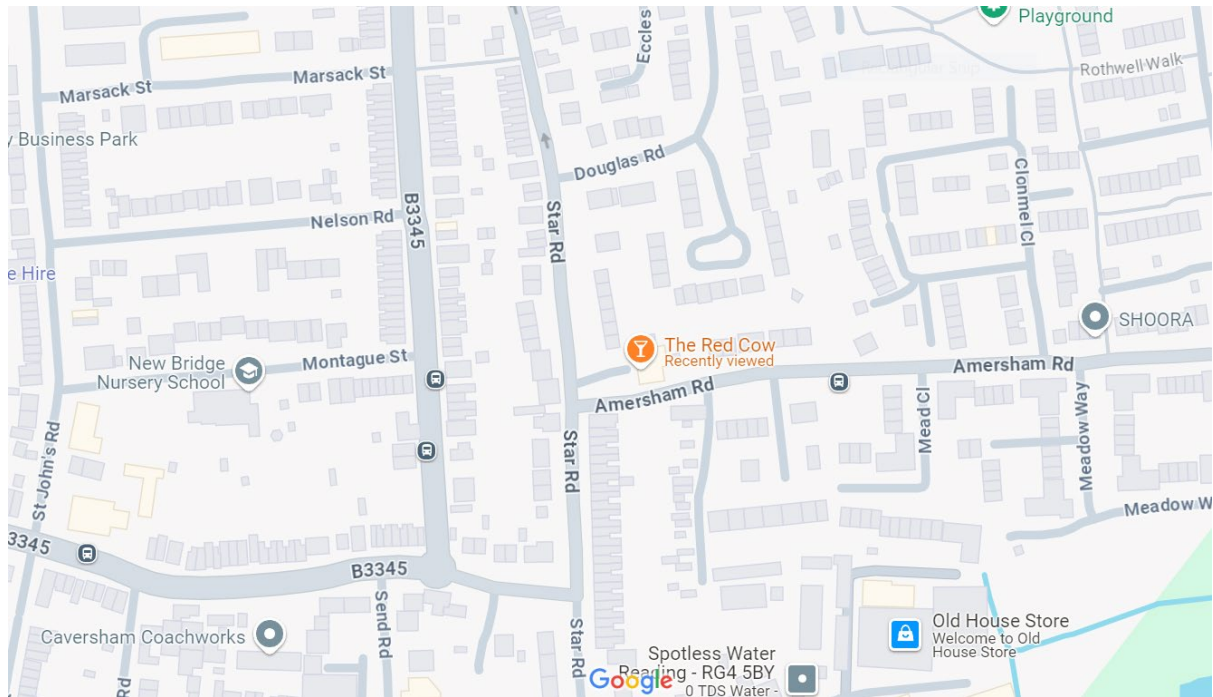 Playground
Eccles
Marsack St
Marsack St
Rothwell Walk
y Business Park
Douglas Rd
Clonmel Cl
B3345
Star Rd
Nelson Rd
e Hire
SHOORA
The Red Cow
Recently viewed
New Bridge
Nursery School
Montague St
Amersham Rd
Amersham Rd
Mead Cl
Meadow Way
Star Rd
St John's Rd
Meadow W
3345
B3345
Send Rd
Caversham Coachworks
Star Rd
Old House Store
Welcome to Old
House Store
Spotless Water
Reading - RG4 5BY
0 TDS Water -
Google
Rd